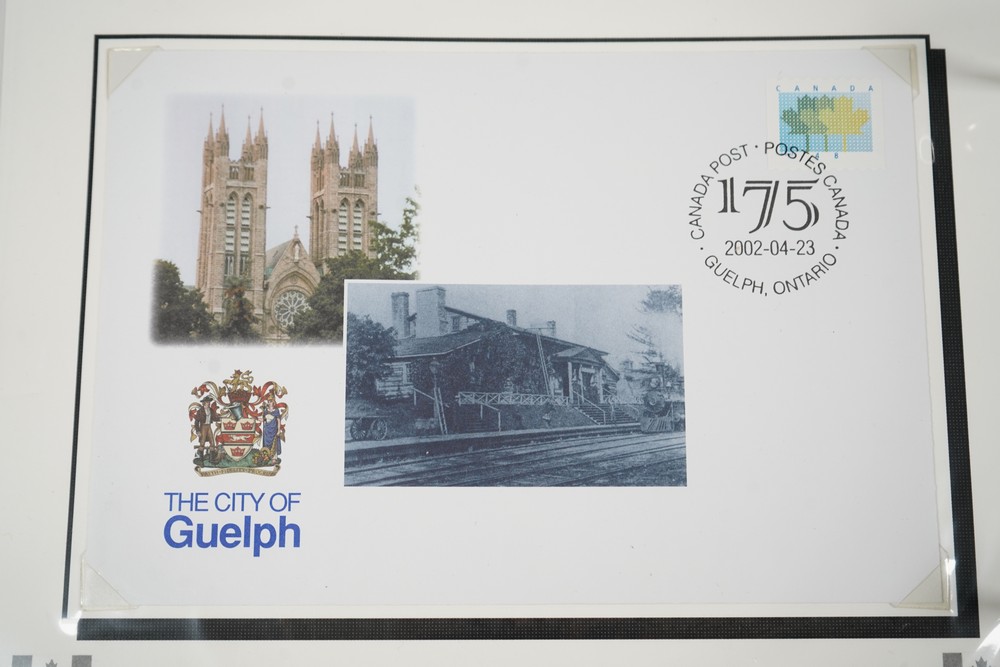 CANADA
CANADA POST · POSTES CANADA
175
2002-04-23
· GUELPH, ONTARIO ·
THE CITY OF
Guelph